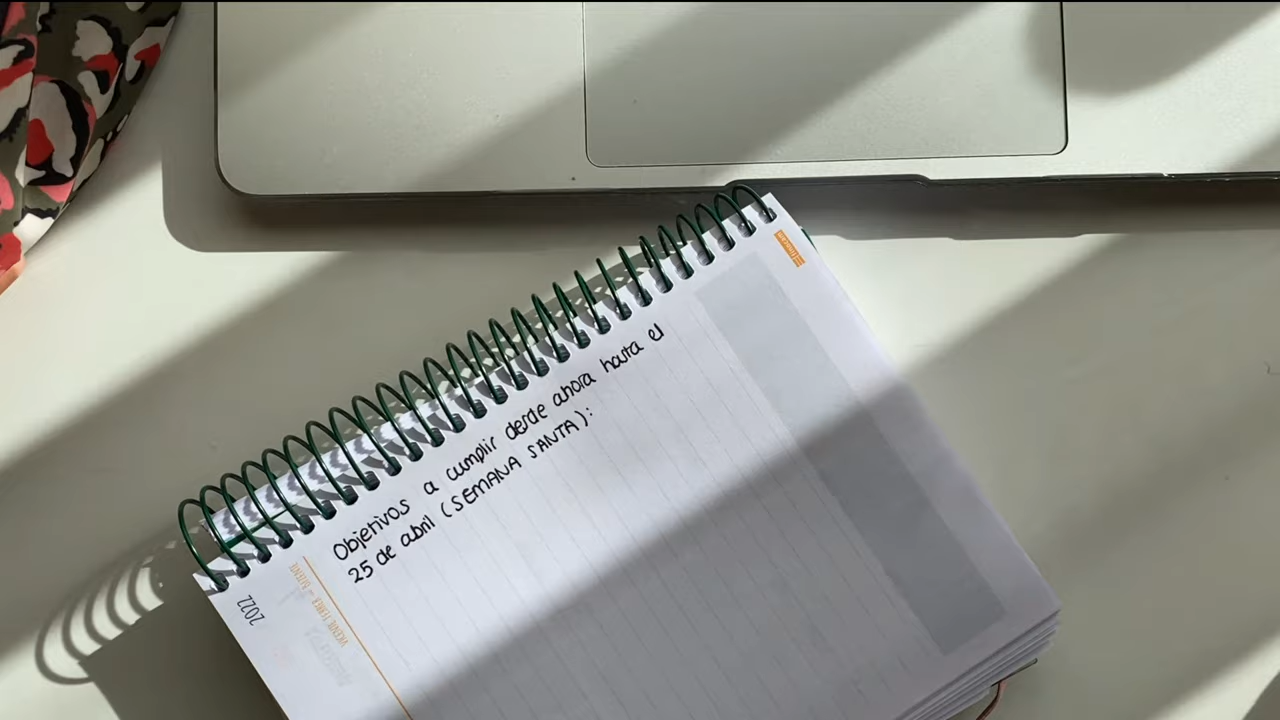 Objetivos a cumplir desde ahora hasta el
25 de abril (SEMANA SANTA):
2022